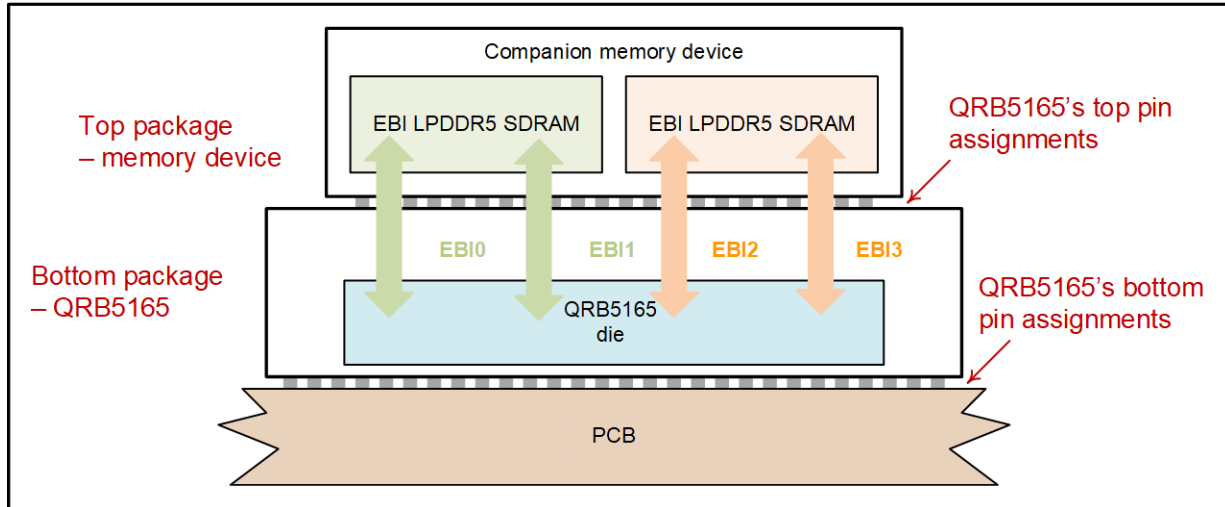 Companion memory device
EBI LPDDR5 SDRAM
EBI LPDDR5 SDRAM
Top package
– memory device
QRB5165’s top pin
assignments
EBI0
EBI1
EBI2
EBI3
Bottom package
– QRB5165
QRB5165
die
QRB5165’s bottom
pin assignments
PCB